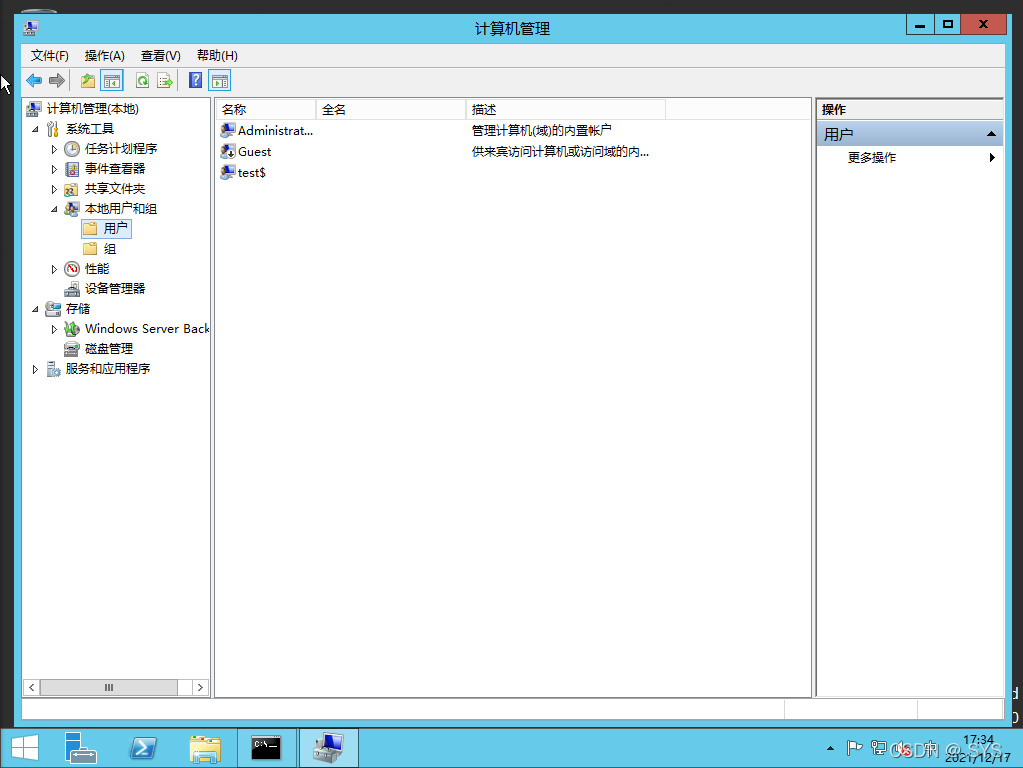 计算机管理
文件(F) 操作(A) 查看(V) 帮助(H)
计算机管理(本地)
系统工具
任务计划程序
事件查看器
共享文件夹
本地用户和组
用户
组
性能
设备管理器
存储
Windows Server Back
磁盘管理
服务和应用程序
名称 全名 描述
Administrat... 管理计算机(域)的内置帐户
Guest 供来宾访问计算机或访问域的内...
test$
操作
用户
更多操作
d
0
C:\
中
17:34
2021/12/17
CSDN @_SYS_